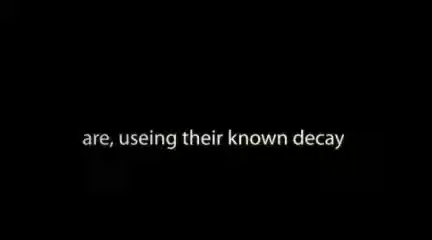 are, useing their known decay